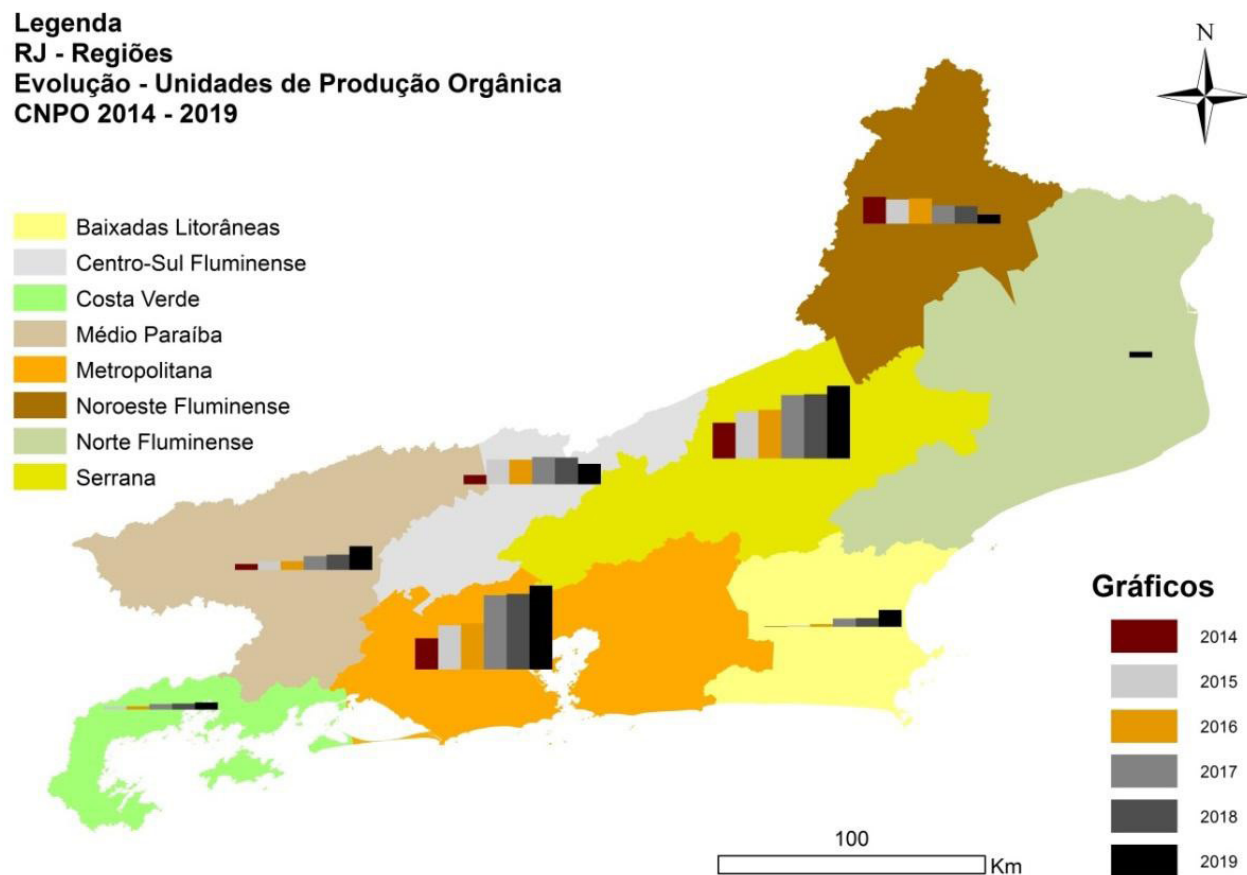 Legenda
RJ - Regiões
Evolução - Unidades de Produção Orgânica
CNPO 2014 - 2019
N
Baixadas Litorâneas
Centro-Sul Fluminense
Costa Verde
Médio Paraíba
Metropolitana
Noroeste Fluminense
Norte Fluminense
Serrana
Gráficos
2014
2015
2016
2017
2018
2019
100
Km